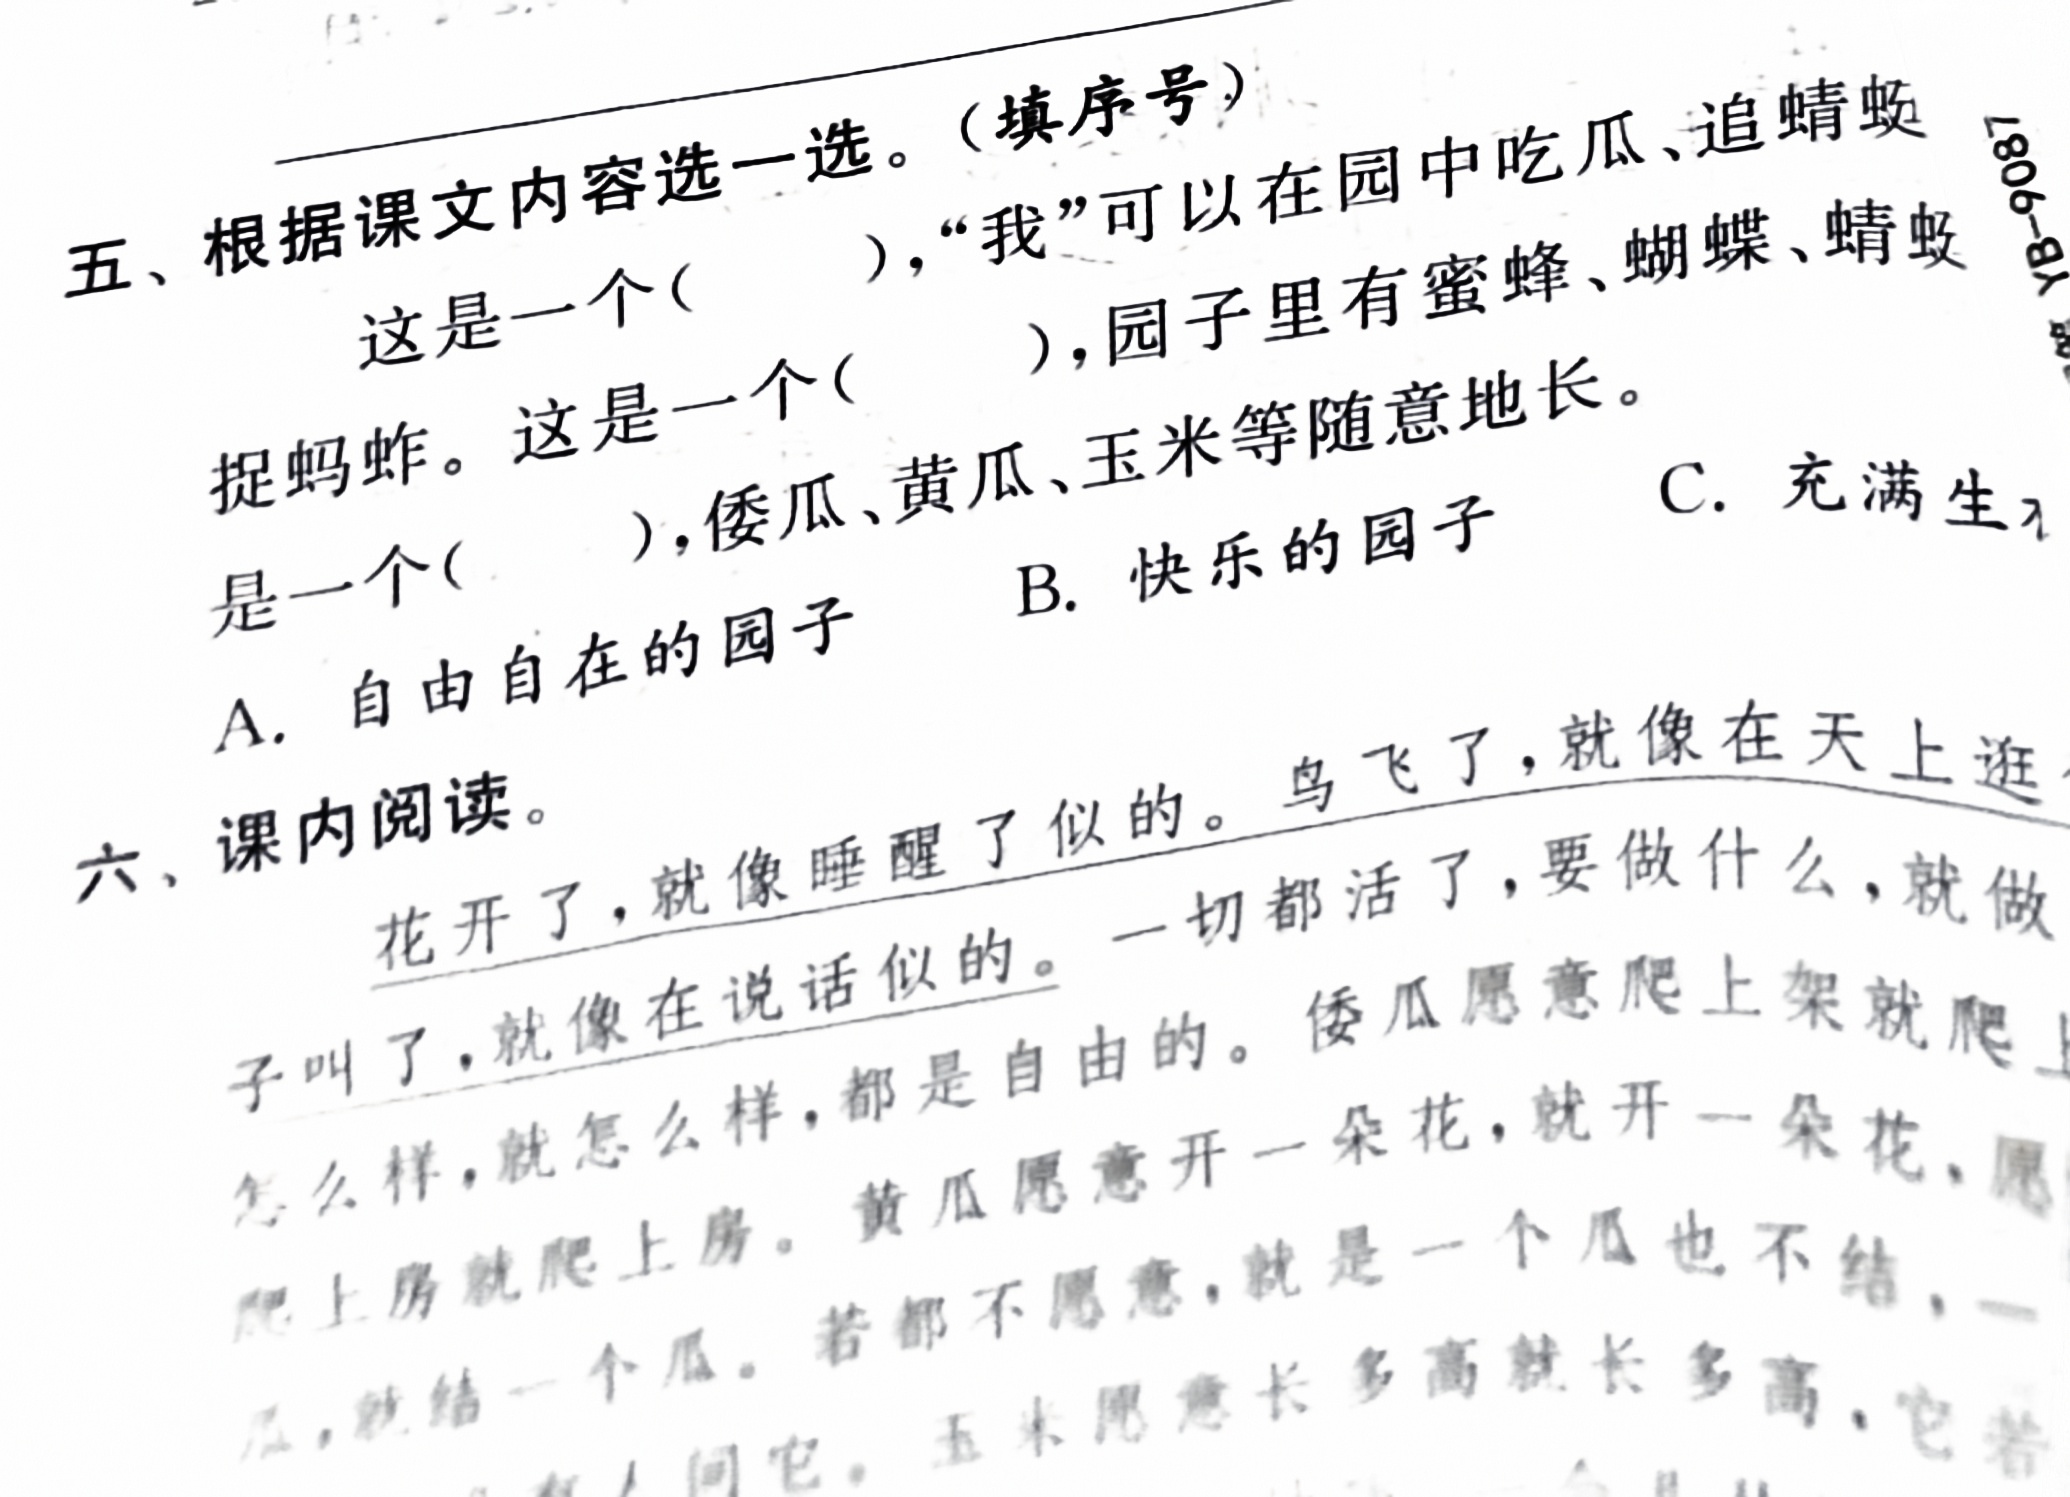 五、根据课文内容选一选。(填序号)
这是一个(    ),“我”可以在园中吃瓜、追蜻蜓
捉蚂蚱。这是一个(    ),园子里有蜜蜂、蝴蝶、蜻蜓
是一个(    ),倭瓜、黄瓜、玉米等随意地长。
A. 自由自在的园子 B. 快乐的园子 C. 充满生
六、课内阅读。
花开了,就像睡醒了似的。鸟飞了,就像在天上逛
子叫了,就像在说话似的。一切都活了,要做什么,就做
怎么样,就怎么样,都是自由的。倭瓜愿意爬上架就爬上
爬上房就爬上房。黄瓜愿意开一朵花,就开一朵花,愿
瓜,就结一个瓜。若都不愿意,就是一个瓜也不结,一
有人问它。玉米愿意长多高就长多高,它若
YB-9081